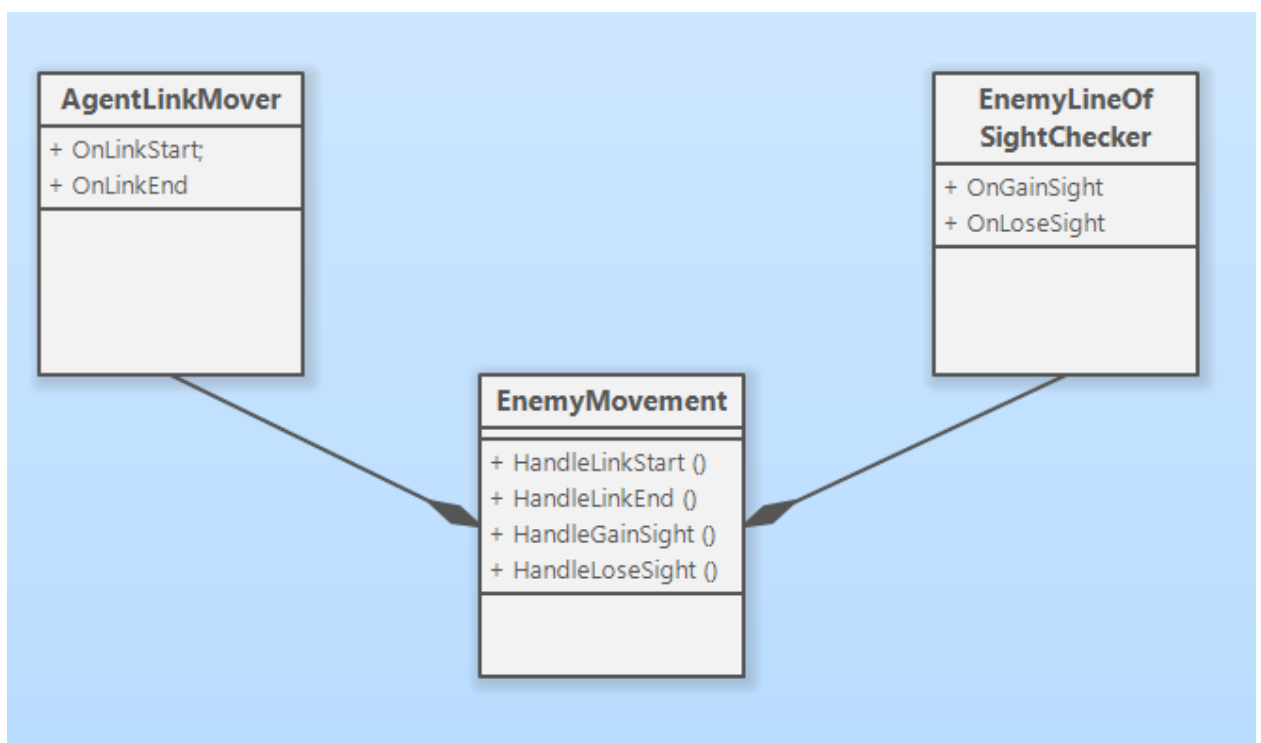 AgentLinkMover
+ OnLinkStart;
+ OnLinkEnd
EnemyLineOf
SightChecker
+ OnGainSight
+ OnLoseSight
EnemyMovement
+ HandleLinkStart ()
+ HandleLinkEnd ()
+ HandleGainSight ()
+ HandleLoseSight ()